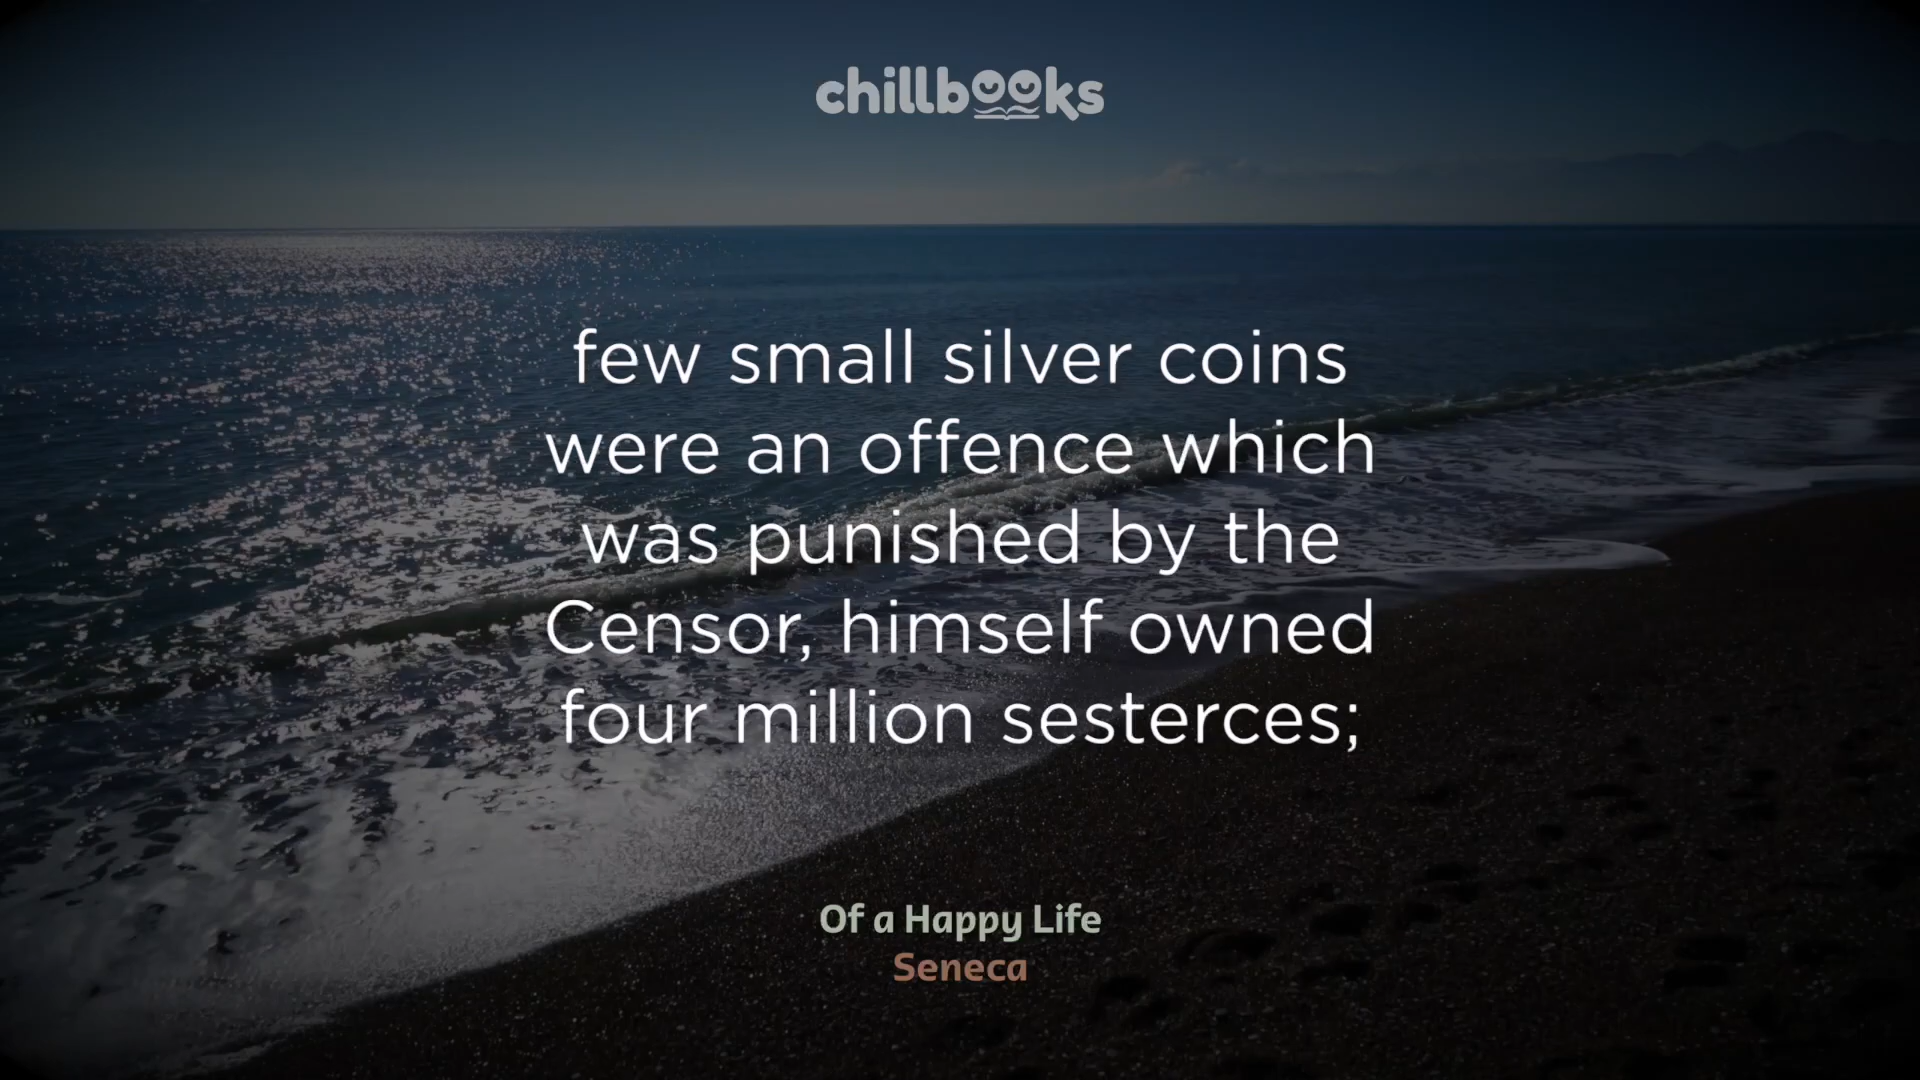 chillbooks
few small silver coins
were an offence which
was punished by the
Censor, himself owned
four million sesterces;
Of a Happy Life
Seneca